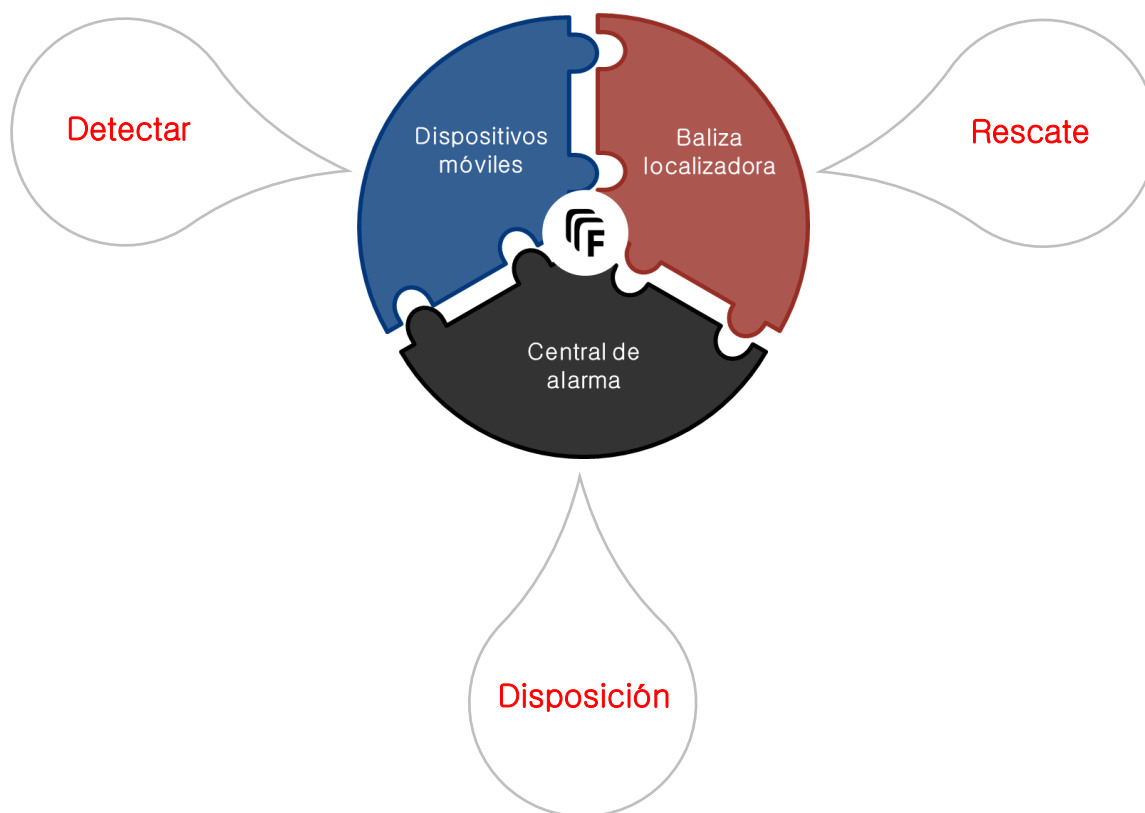 Detectar
Dispositivos
móviles
Baliza
localizadora
Rescate
F
Central de
alarma
Disposición